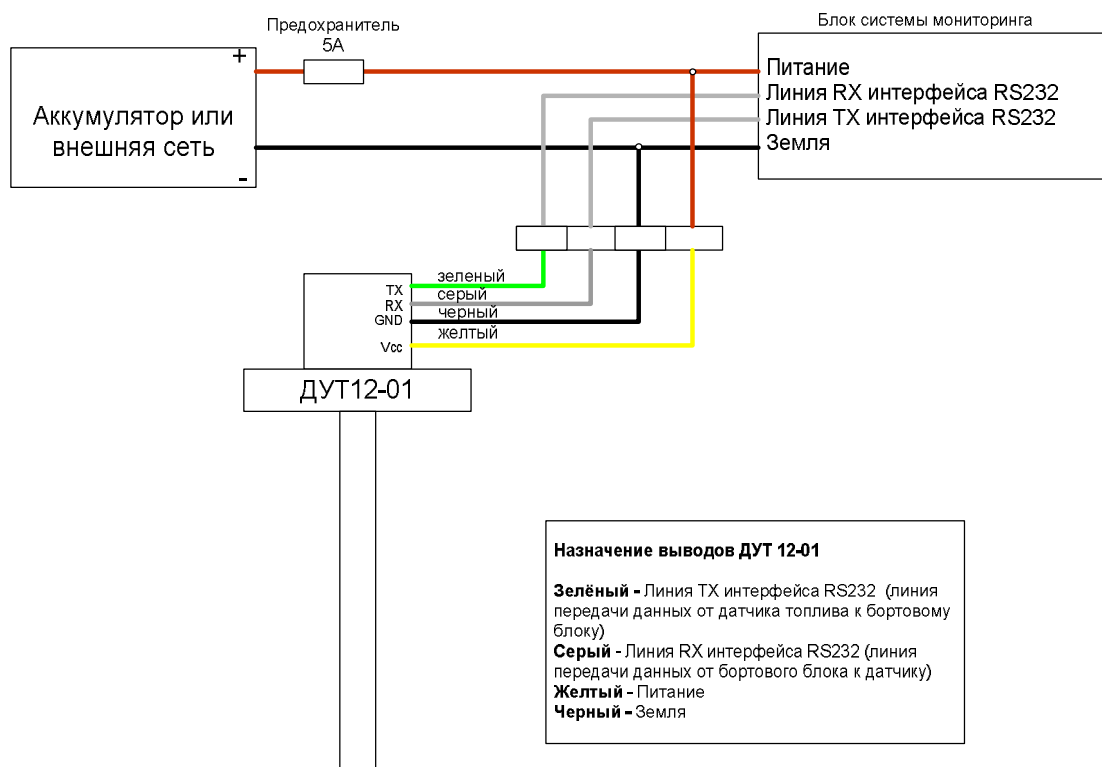 Предохранитель
5А
Блок системы мониторинга
+
Аккумулятор или
внешняя сеть
-
Питание
Линия RX интерфейса RS232
Линия TX интерфейса RS232
Земля
TX
RX
GND
Vcc
зеленый
серый
черный
желтый
ДУТ12-01
Назначение выводов ДУТ 12-01
Зелёный - Линия TX интерфейса RS232 (линия
передачи данных от датчика топлива к бортовому
блоку)
Серый - Линия RX интерфейса RS232 (линия
передачи данных от бортового блока к датчику)
Желтый - Питание
Черный - Земля